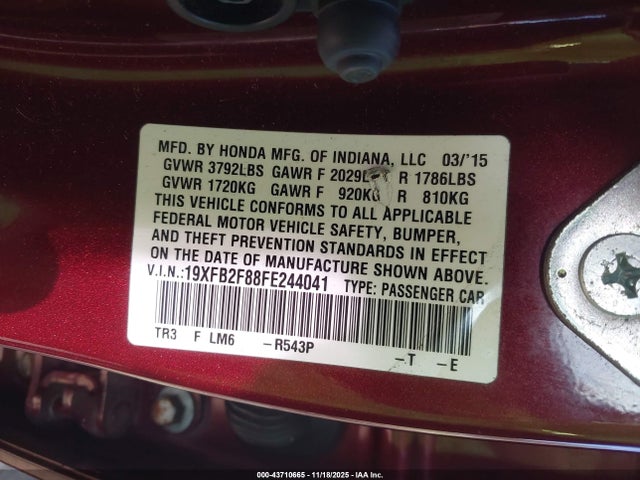 MFD. BY HONDA MFG. OF INDIANA, LLC 03/'15
GVWR 3792LBS GAWR F 2029L R 1786LBS
GVWR 1720KG GAWR F 920KG R 810KG
THIS VEHICLE CONFORMS TO ALL APPLICABLE
FEDERAL MOTOR VEHICLE SAFETY, BUMPER,
AND THEFT PREVENTION STANDARDS IN EFFECT
ON THE DATE OF MANUFACTURE SHOWN ABOVE.
V.I.N.:19XFB2F88FE244041 TYPE: PASSENGER CAR
TR3 F LM6 -R543P -T -E
000-43710665 - 11/18/2025 - IAA Inc.